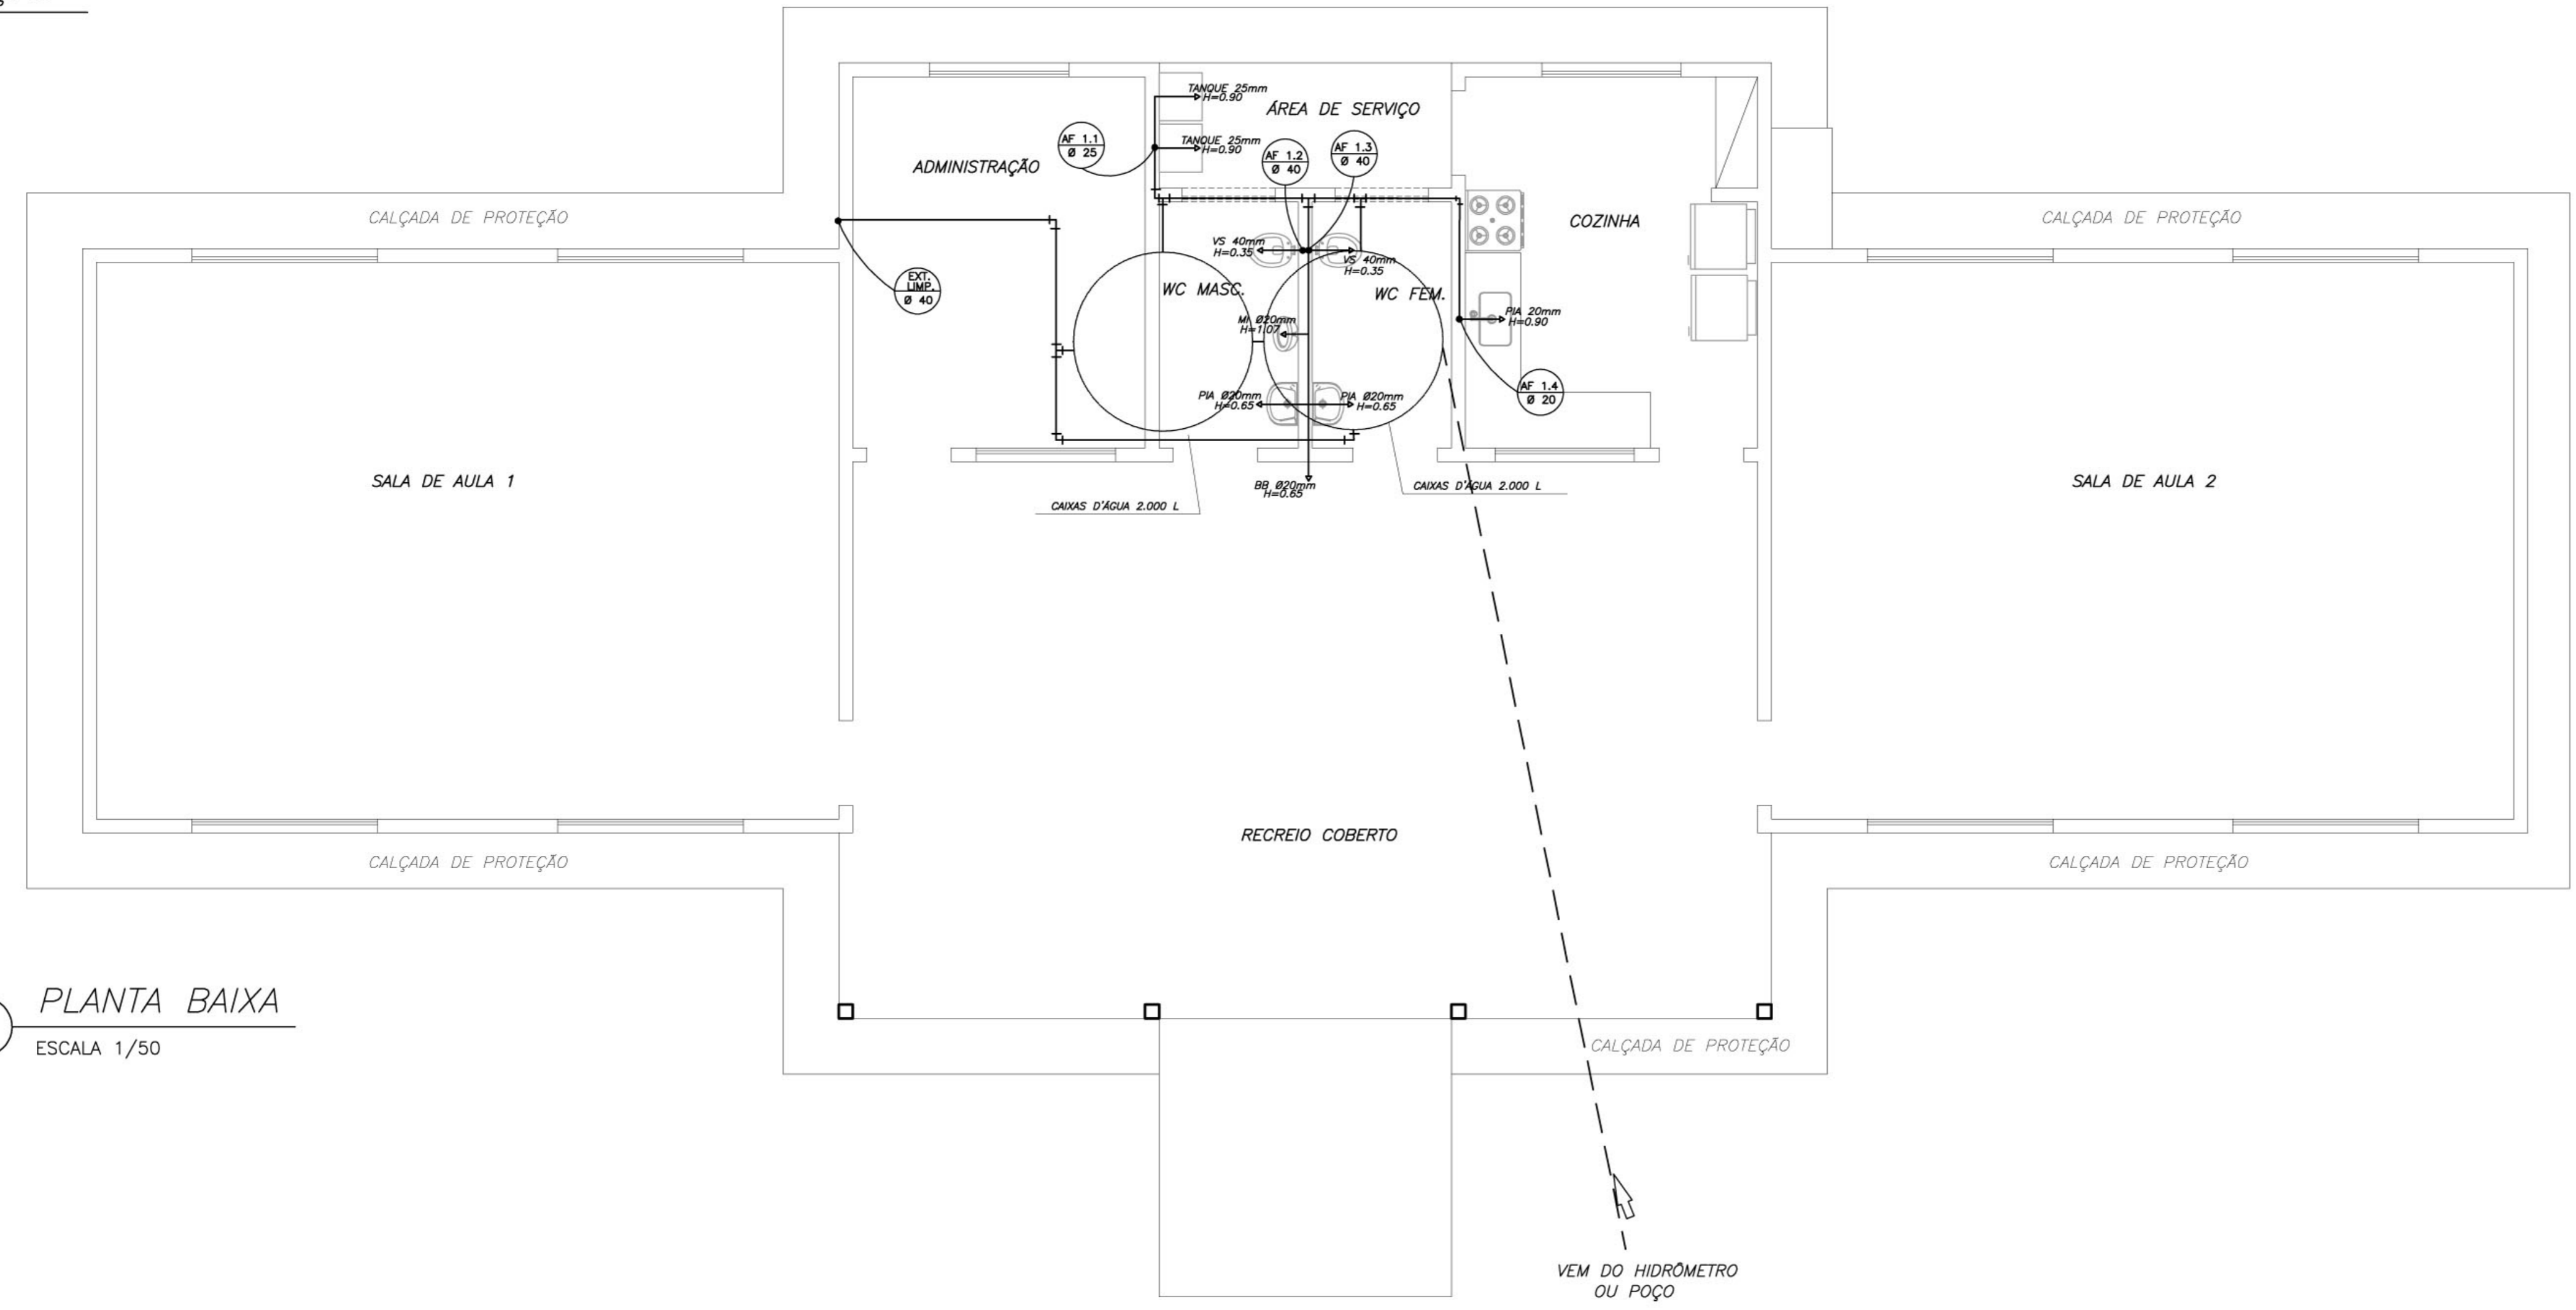 TANQUE 25mm
H=0.90
ÁREA DE SERVIÇO
TANQUE 25mm
H=0.90
AF 1.1
Ø 25
AF 1.2
Ø 40
AF 1.3
Ø 40
ADMINISTRAÇÃO
CALÇADA DE PROTEÇÃO
COZINHA
CALÇADA DE PROTEÇÃO
VS 40mm
H=0.35
VS 40mm
H=0.35
EXT.
LIMP.
Ø 40
WC MASC.
WC FEM.
MI Ø20mm
H=1.07
PIA 20mm
H=0.90
PIA Ø20mm
H=0.65
PIA Ø20mm
H=0.65
AF 1.4
Ø 20
SALA DE AULA 1
BB Ø20mm
H=0.65
CAIXAS D'ÁGUA 2.000 L
CAIXAS D'ÁGUA 2.000 L
SALA DE AULA 2
RECREIO COBERTO
CALÇADA DE PROTEÇÃO
CALÇADA DE PROTEÇÃO
PLANTA BAIXA
ESCALA 1/50
CALÇADA DE PROTEÇÃO
VEM DO HIDRÔMETRO
OU POÇO